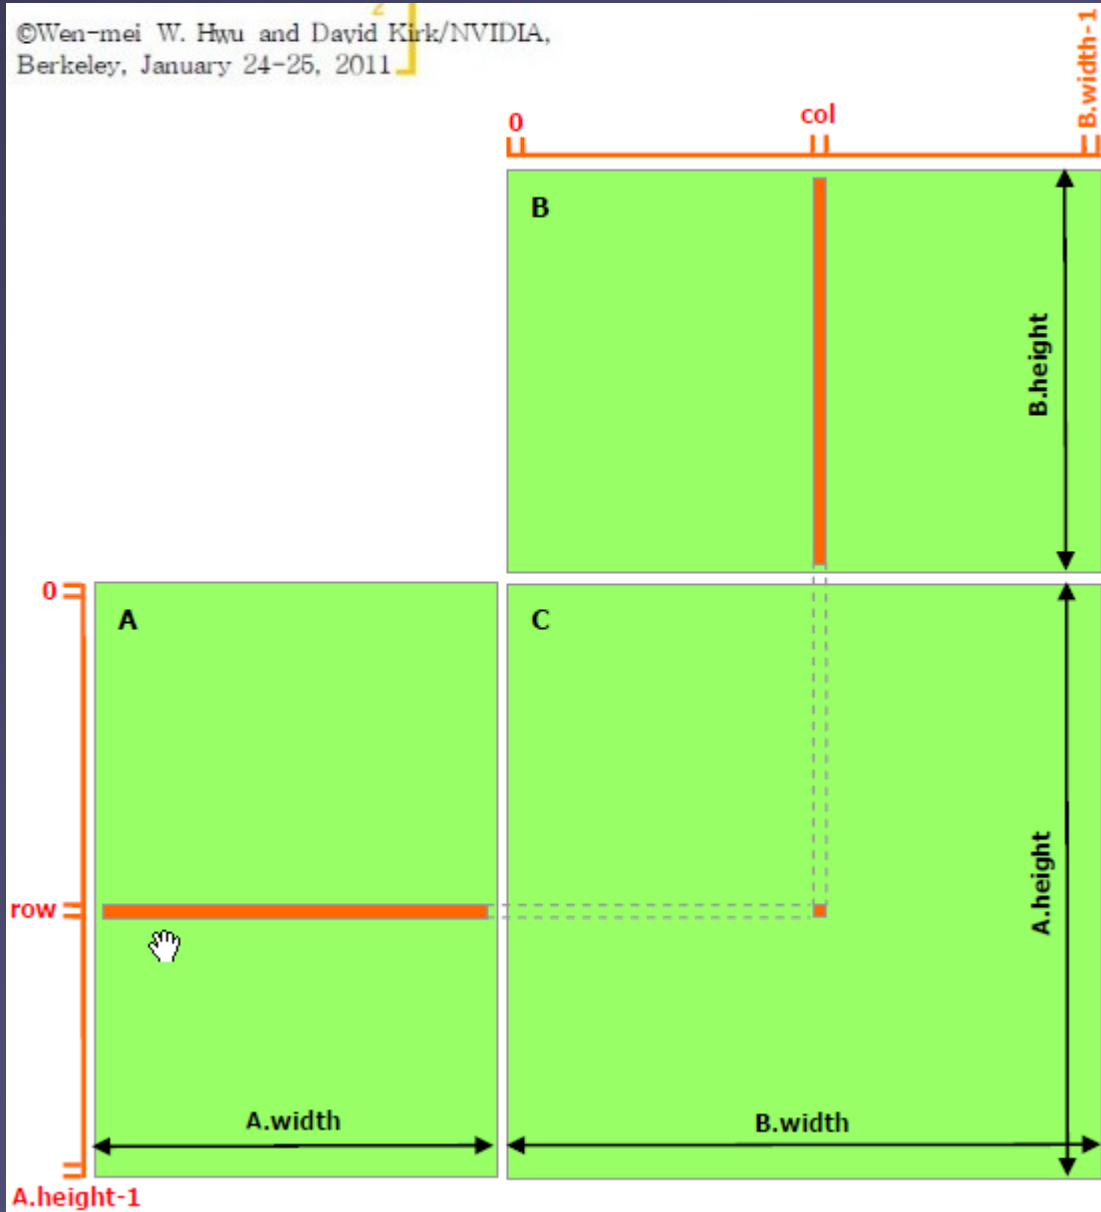 2
©Wen-mei W. Hwu and David Kirk/NVIDIA,
Berkeley, January 24-25, 2011
B.width-1
0
col
B
B.height
0
A
C
row
A.height
A.width
B.width
A.height-1